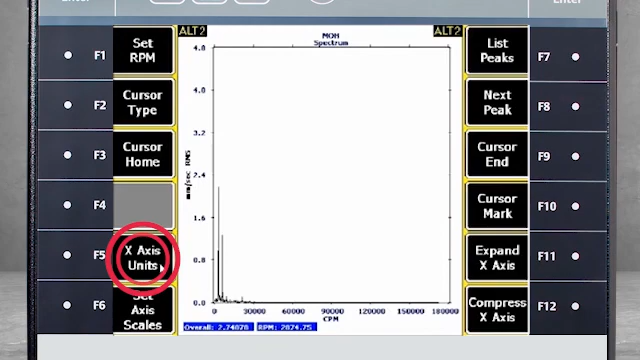 Enter
Enter
ALT2
MOH
Spectrum
ALT2
F1
Set
RPM
F2
Cursor
Type
F3
Cursor
Home
F4
F5
X Axis
Units
F6
Set
Axis
Scales
4.8
4.0
3.2
2.4
1.6
0.8
0.0
mm/sec RMS
0
30000
60000
90000
120000
150000
180000
CPM
Overall: 2.74878
RPM: 2874.75
List
Peaks
F7
Next
Peak
F8
Cursor
End
F9
Cursor
Mark
F10
Expand
X Axis
F11
Compress
X Axis
F12